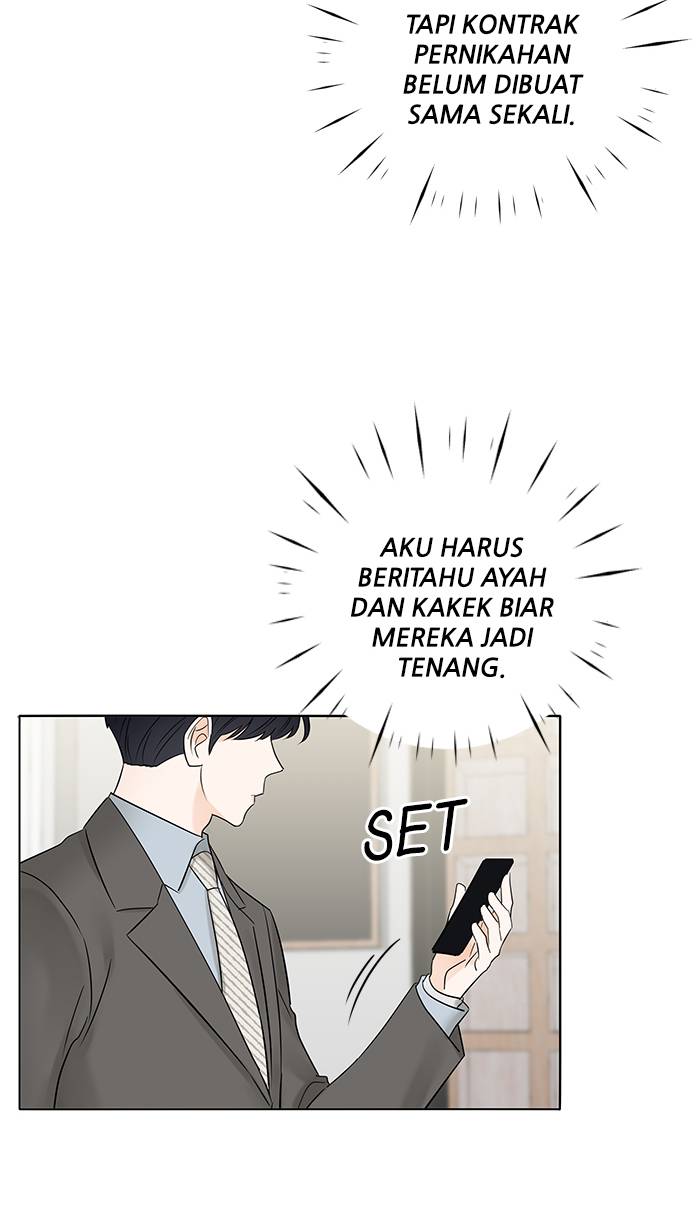 TAPI KONTRAK
PERNIKAHAN
BELUM DIBUAT
SAMA SEKALI.
AKU HARUS
BERITAHU AYAH
DAN KAKEK BIAR
MEREKA JADI
TENANG.
SET